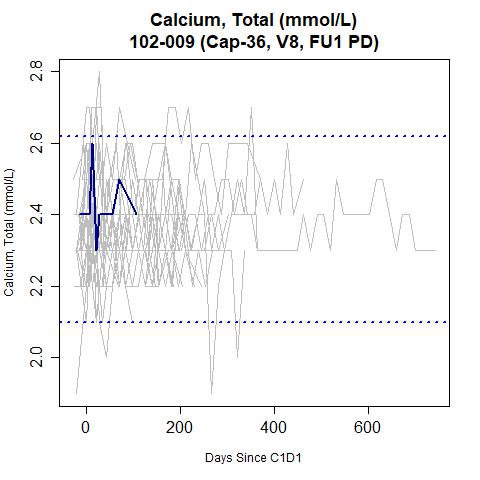 Calcium, Total (mmol/L)
102-009 (Cap-36, V8, FU1 PD)
Calcium, Total (mmol/L)
2.8
2.6
2.4
2.2
2.0
0 200 400 600
Days Since C1D1